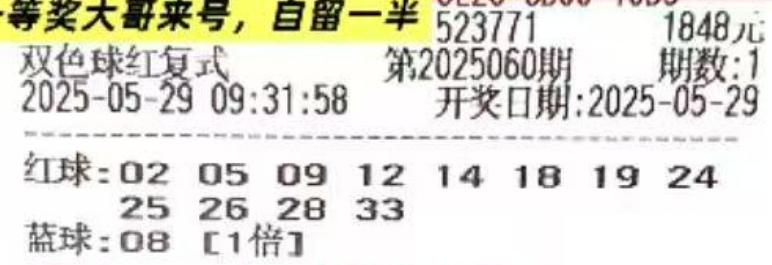 等奖大哥来号，自留一半
523771 1848元
双色球红复式 第2025060期 期数:1
2025-05-29 09:31:58 开奖日期:2025-05-29
红球:02 05 09 12 14 18 19 24
25 26 28 33
蓝球:08 [1倍]